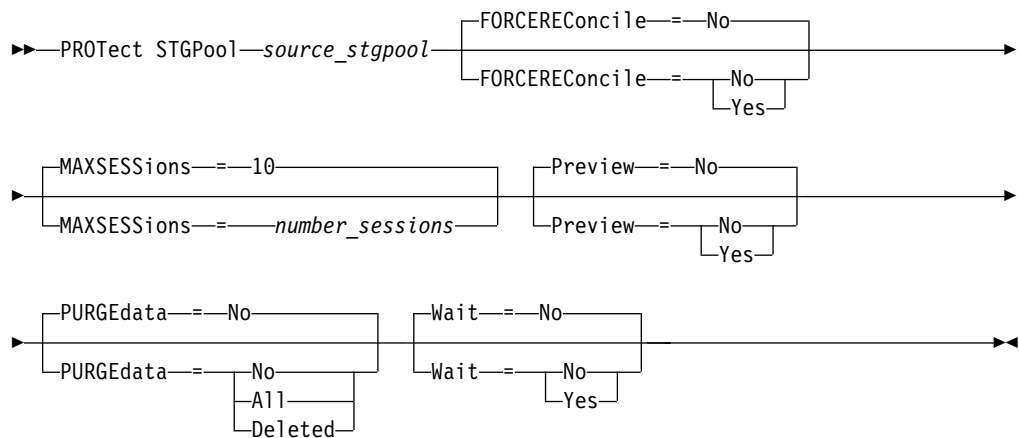 FORCEREConcile = No
PROTect STGPool source_stgpool
FORCEREConcile = No
Yes
MAXSESSions = 10 Preview = No
MAXSESSions = number_sessions Preview = No
Yes
PURGEdata = No Wait = No
PURGEdata = No Wait = No
All Yes
Deleted